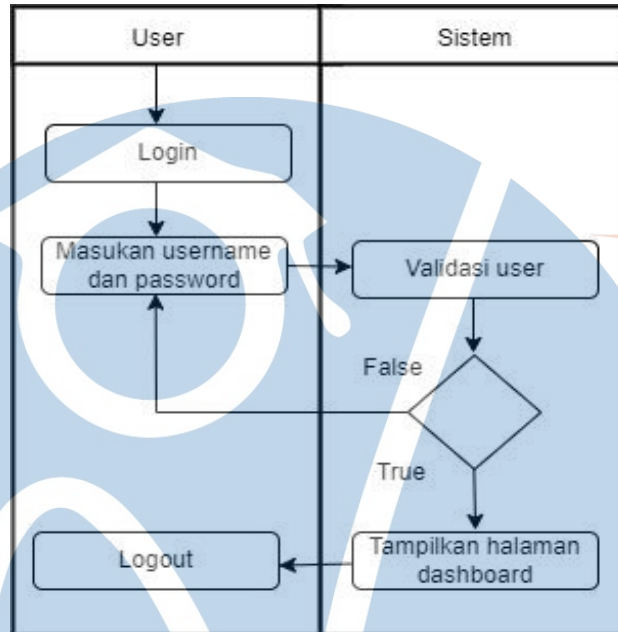 User
Sistem
Login
Masukan username
dan password
Validasi user
False
True
Logout
Tampilkan halaman
dashboard